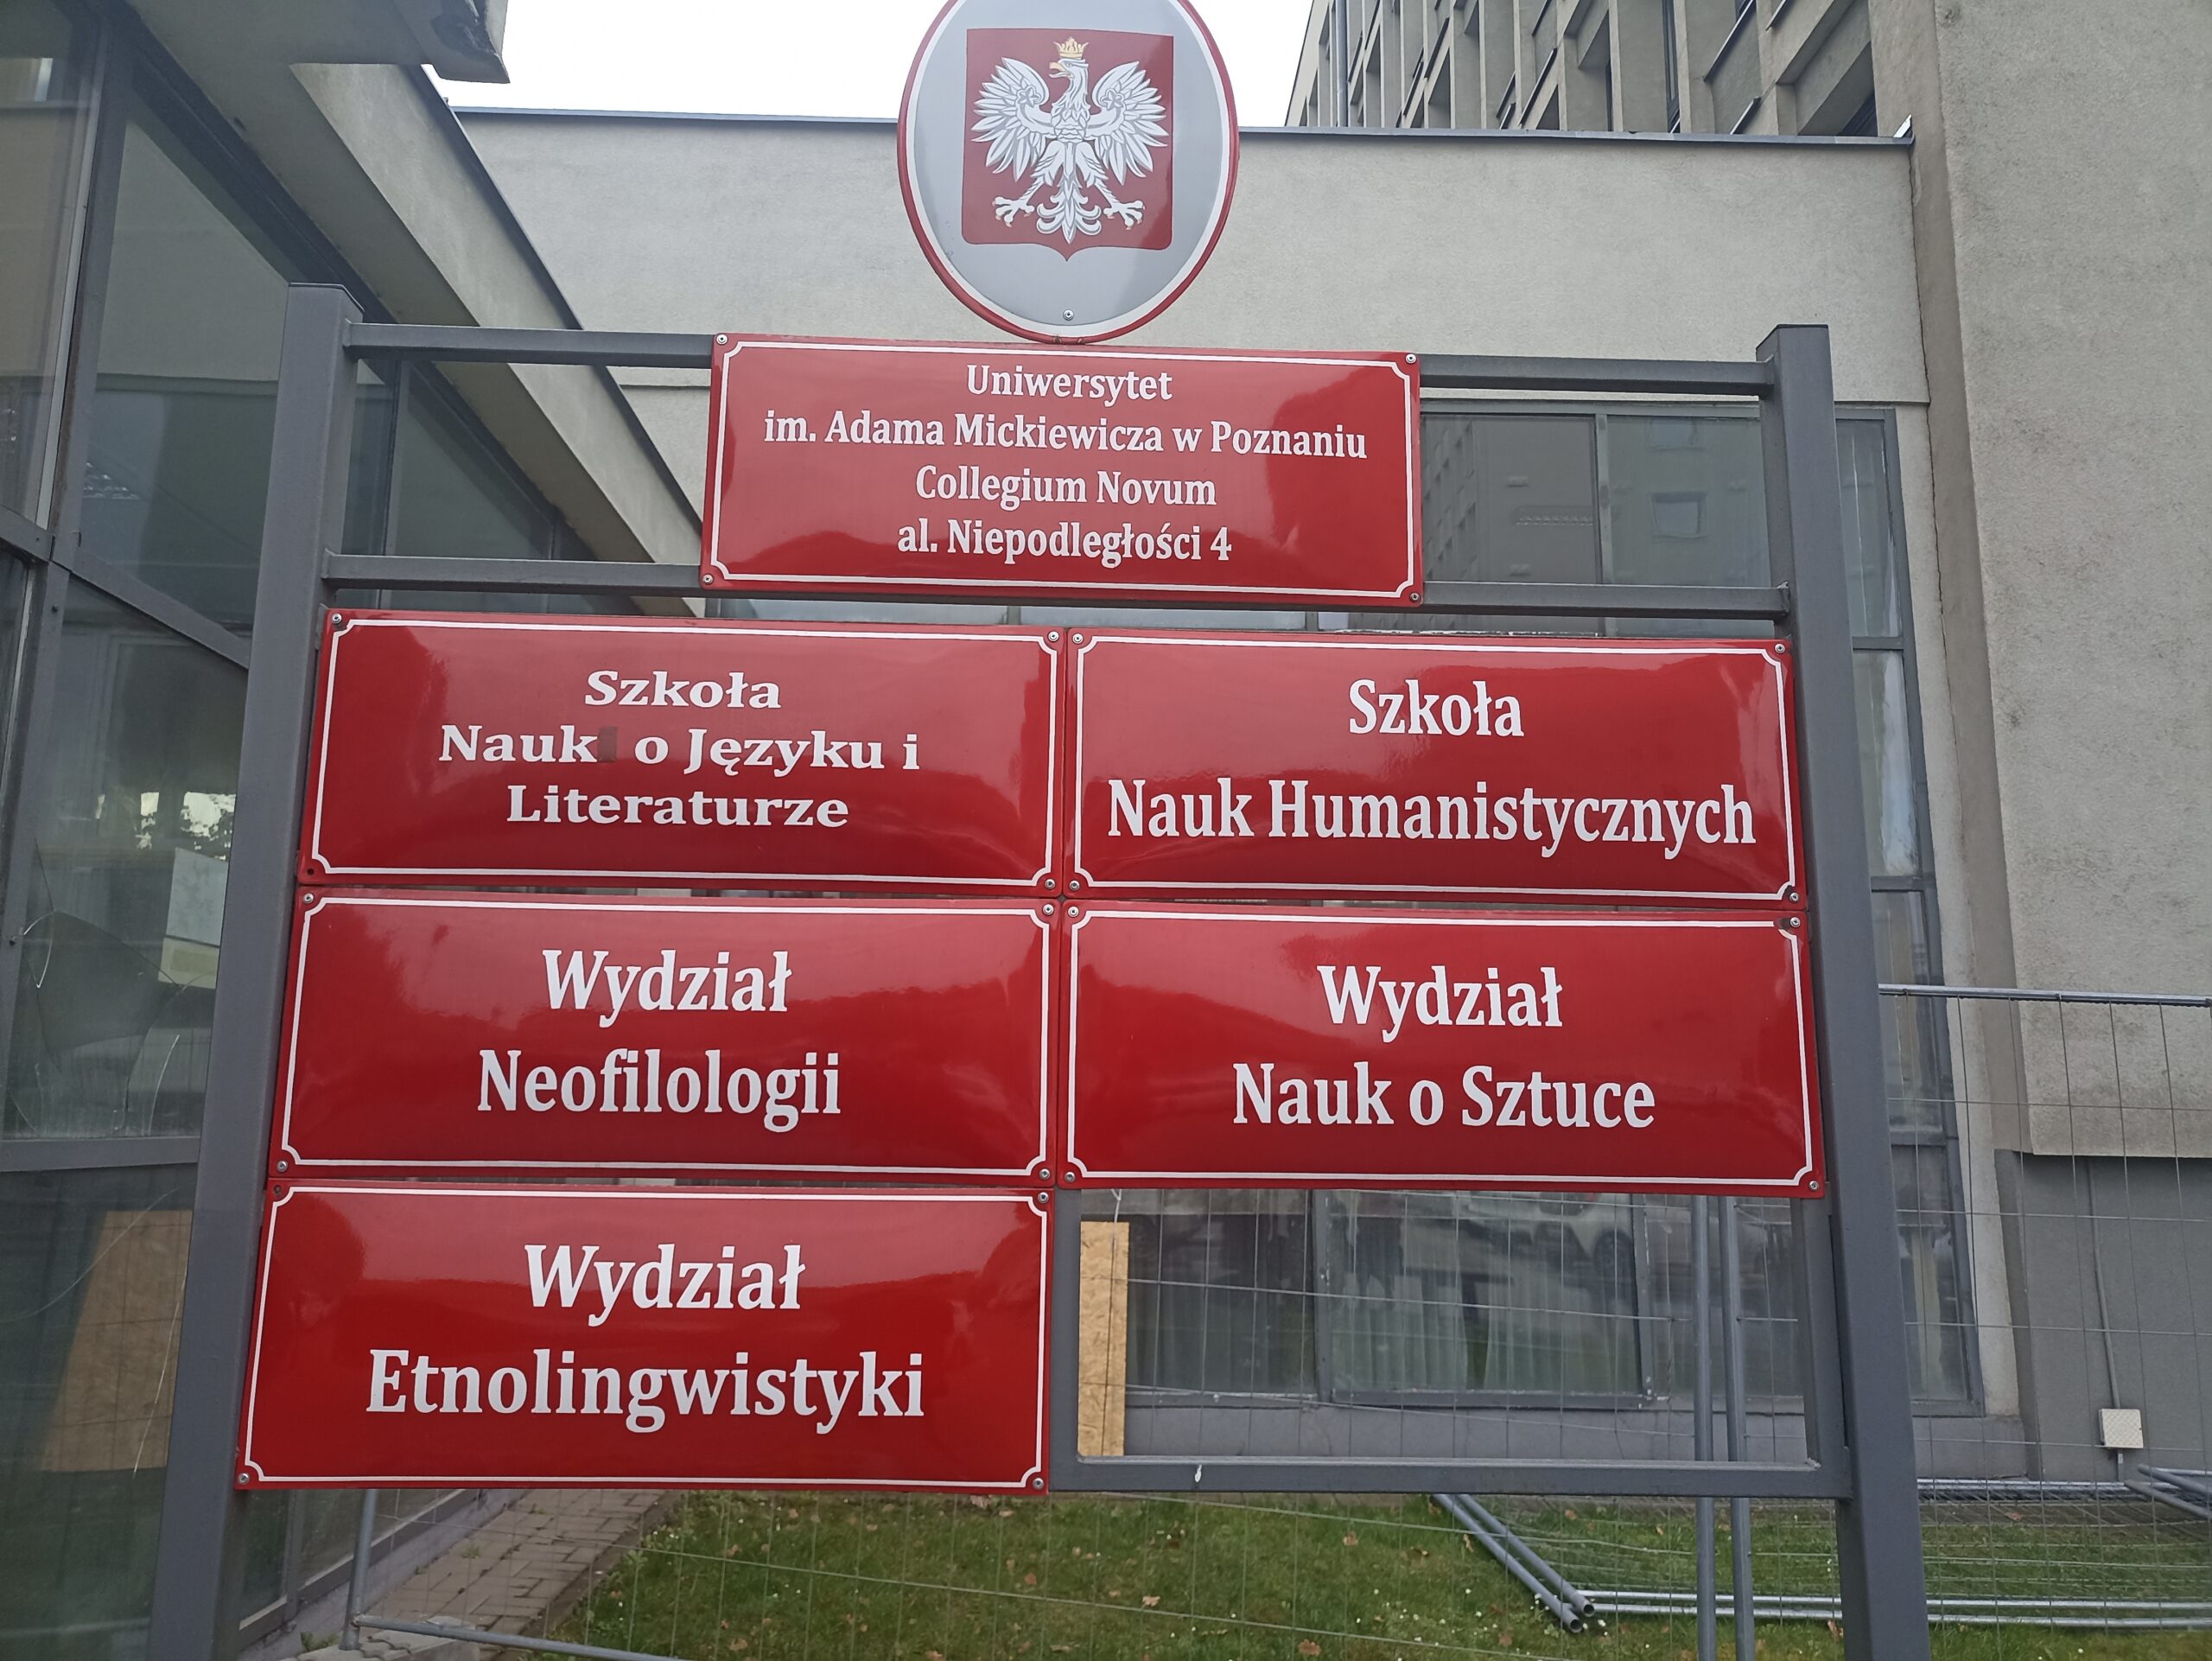 Uniwersytet
im. Adama Mickiewicza w Poznaniu
Collegium Novum
al. Niepodległości 4
Szkoła
Nauk o Języku i
Literaturze
Szkoła
Nauk Humanistycznych
Wydział
Neofilologii
Wydział
Nauk o Sztuce
Wydział
Etnolingwistyki